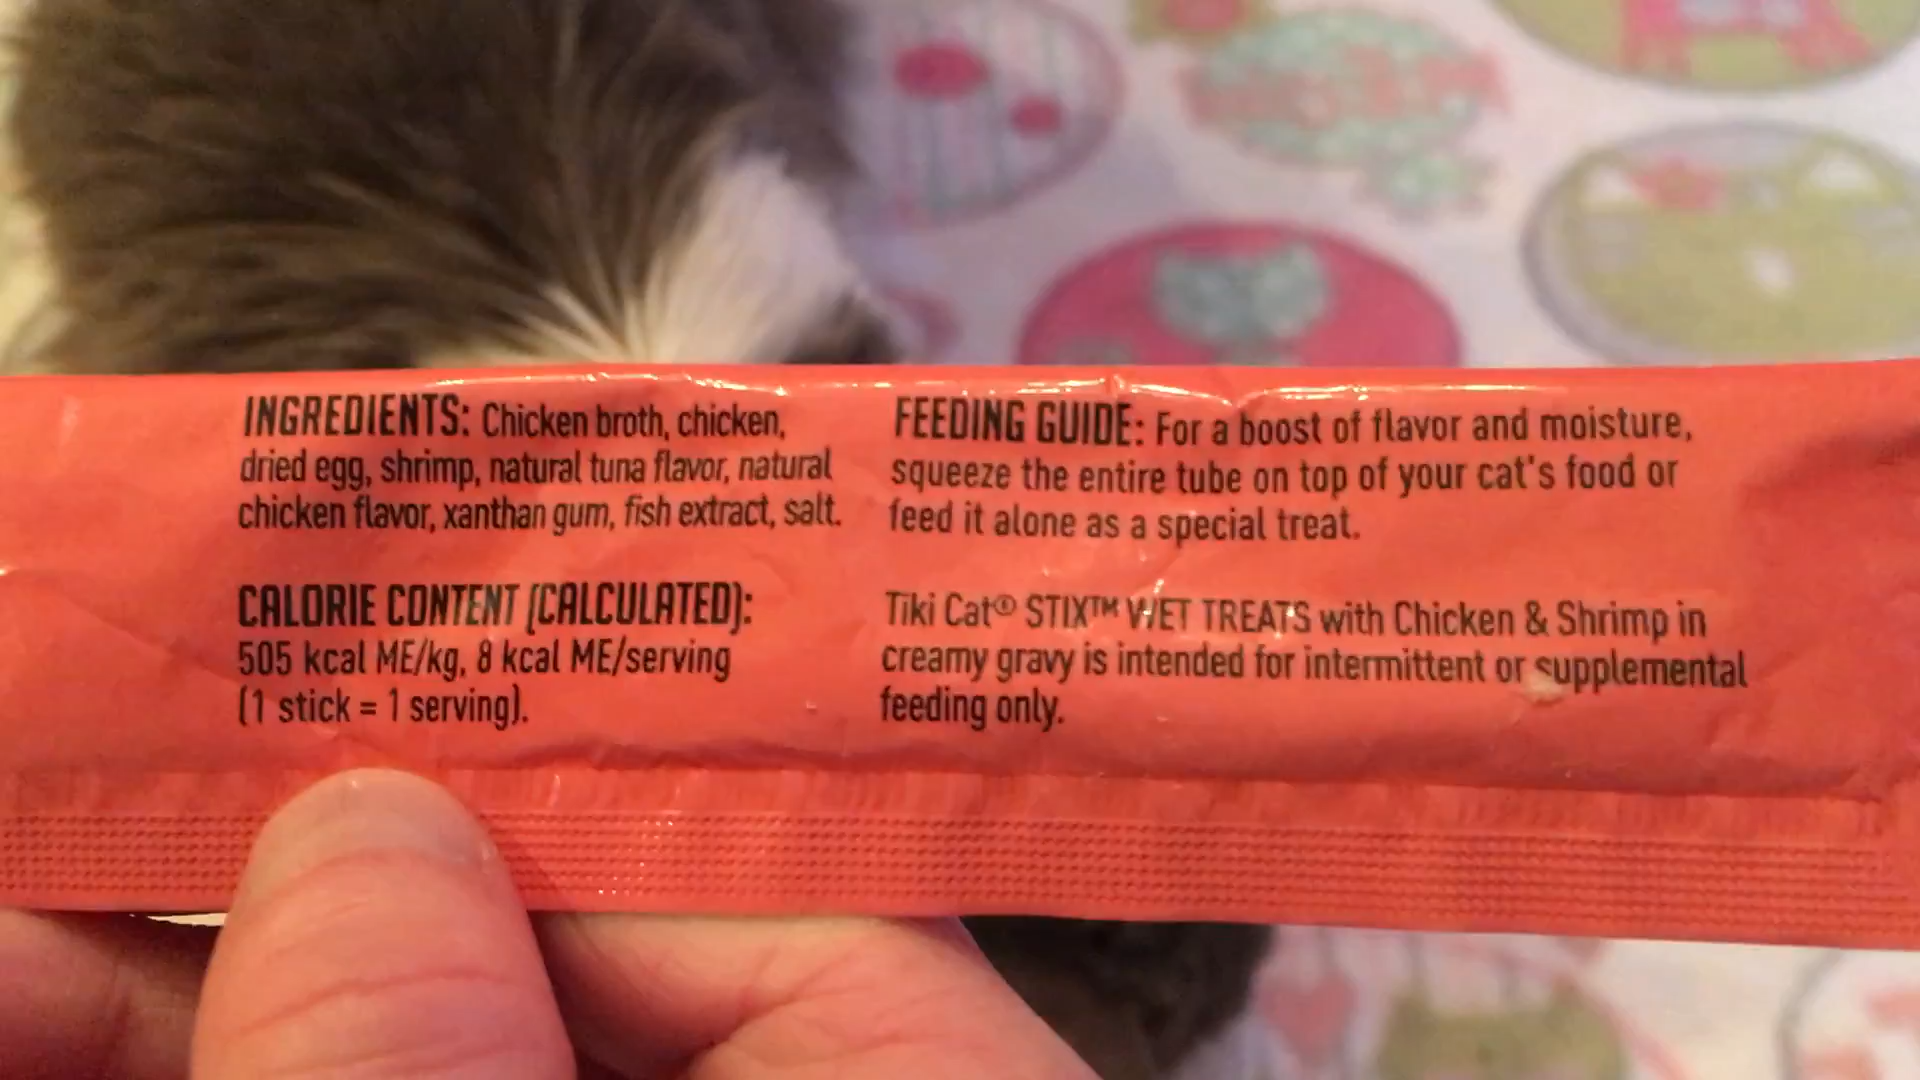 INGREDIENTS: Chicken broth, chicken,
dried egg, shrimp, natural tuna flavor, natural
chicken flavor, xanthan gum, fish extract, salt.
CALORIE CONTENT (CALCULATED):
505 kcal ME/kg, 8 kcal ME/serving
(1 stick = 1 serving).
FEEDING GUIDE: For a boost of flavor and moisture,
squeeze the entire tube on top of your cat's food or
feed it alone as a special treat.
Tiki Cat® STIX™ WET TREATS with Chicken & Shrimp in
creamy gravy is intended for intermittent or supplemental
feeding only.